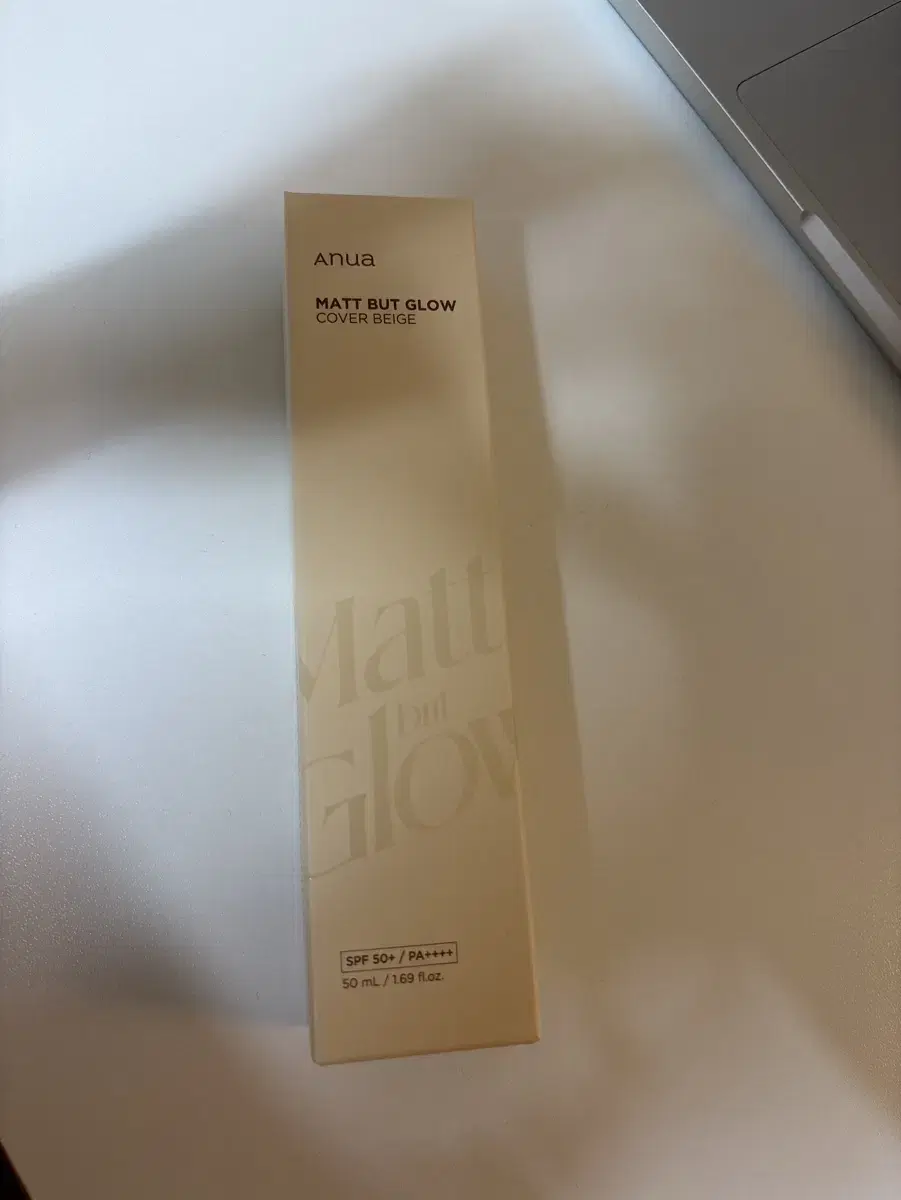 Anua
MATT BUT GLOW
COVER BEIGE
Matt
but
Glow
SPF 50+ / PA++++
50 mL / 1.69 fl.oz.